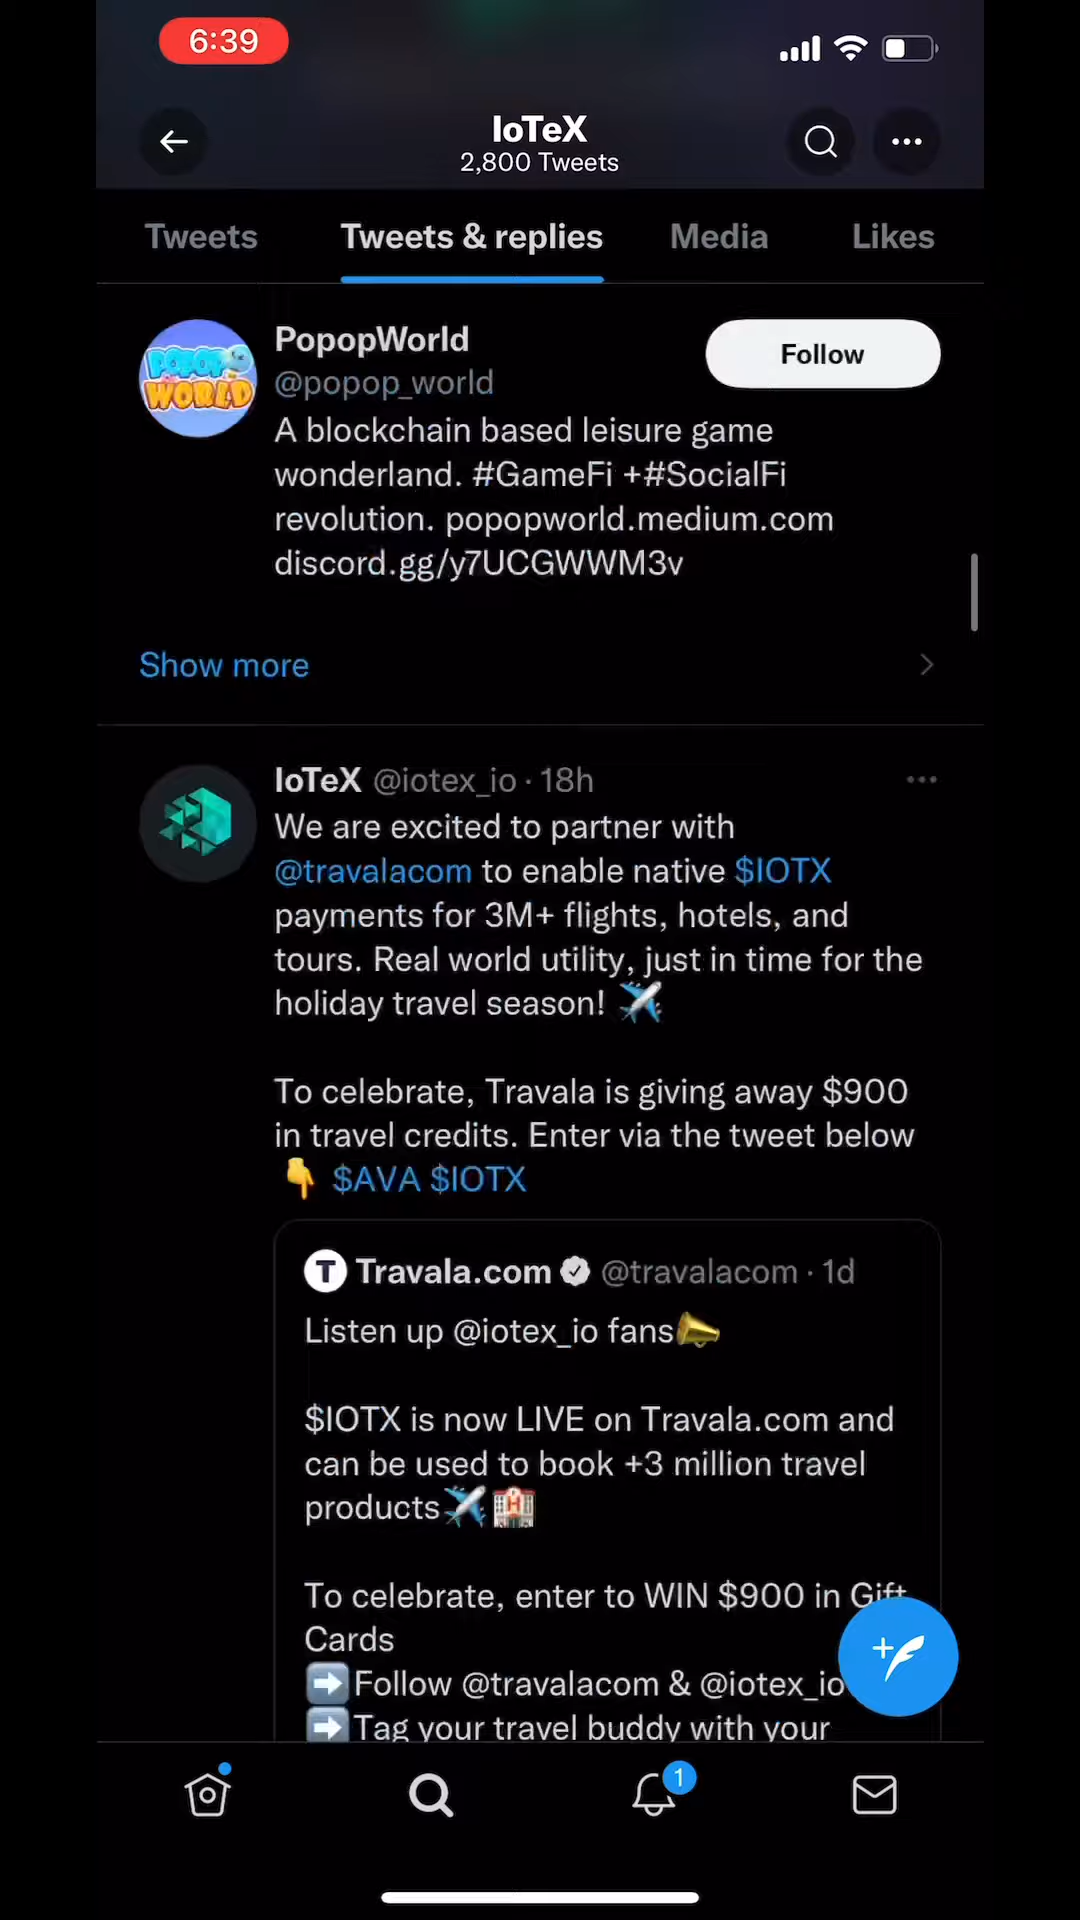 6:39
IoTeX
2,800 Tweets
Tweets
Tweets & replies
Media
Likes
POPOP
WORLD
PopopWorld
Follow
@popop_world
A blockchain based leisure game
wonderland. #GameFi +#SocialFi
revolution. popopworld.medium.com
discord.gg/y7UCGWWM3v
Show more
IoTeX @iotex_io · 18h
We are excited to partner with
@travalacom to enable native $IOTX
payments for 3M+ flights, hotels, and
tours. Real world utility, just in time for the
holiday travel season! ✈️
To celebrate, Travala is giving away $900
in travel credits. Enter via the tweet below
👇 $AVA $IOTX
T Travala.com @travalacom · 1d
Listen up @iotex_io fans📣
$IOTX is now LIVE on Travala.com and
can be used to book +3 million travel
products✈️🏨
To celebrate, enter to WIN $900 in Gift
Cards
➡️Follow @travalacom & @iotex_io
➡️Tag your travel buddy with your
1